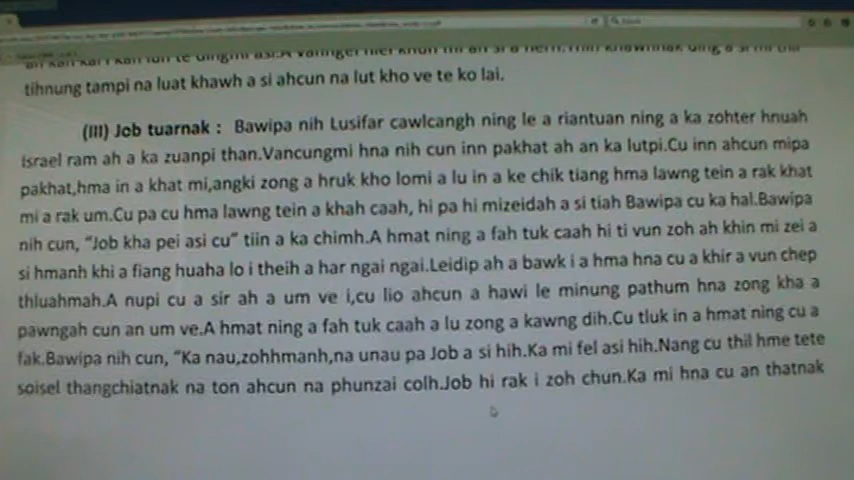 tihnung tampi na luat khawh a si ahcun na lut kho ve te ko lai.
(III) Job tuarnak : Bawipa nih Lusifar cawlcangh ning le a riantuan ning a ka zohter hnuah
Israel ram ah a ka zuanpi than.Vancungmi hna nih cun inn pakhat ah an ka lutpi.Cu inn ahcun mipa
pakhat,hma in a khat mi,angki zong a hruk kho lomi a lu in a ke chik tiang hma lawng tein a rak khat
mi a rak um.Cu pa cu hma lawng tein a khah caah, hi pa hi mizeidah a si tiah Bawipa cu ka hal.Bawipa
nih cun, “Job kha pei asi cu” tiin a ka chimh.A hmat ning a fah tuk caah hi ti vun zoh ah khin mi zei a
si hmanh khi a fiang huaha lo i theih a har ngai ngai.Leidip ah a bawk i a hma hna cu a khir a vun chep
thluahmah.A nupi cu a sir ah a um ve i,cu lio ahcun a hawi le minung pathum hna zong kha a
pawngah cun an um ve.A hmat ning a fah tuk caah a lu zong a kawng dih.Cu tluk in a hmat ning cu a
fak.Bawipa nih cun, “Ka nau,zohhmanh,na unau pa Job a si hih.Ka mi fel asi hih.Nang cu thil hme tete
soisel thangchiatnak na ton ahcun na phunzai colh.Job hi rak i zoh chun.Ka mi hna cu an thatnak